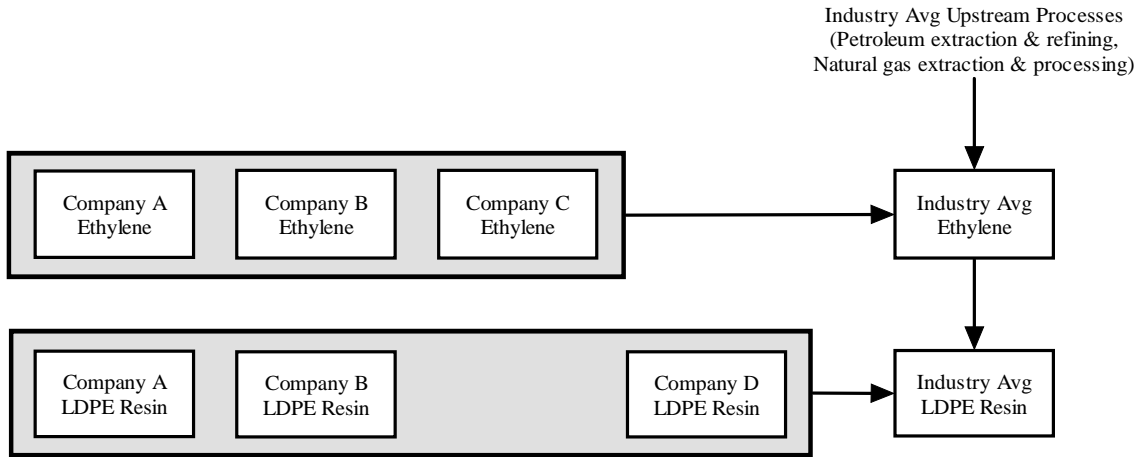 Industry Avg Upstream Processes
(Petroleum extraction & refining,
Natural gas extraction & processing)
Company A
Ethylene
Company B
Ethylene
Company C
Ethylene
Industry Avg
Ethylene
Company A
LDPE Resin
Company B
LDPE Resin
Company D
LDPE Resin
Industry Avg
LDPE Resin